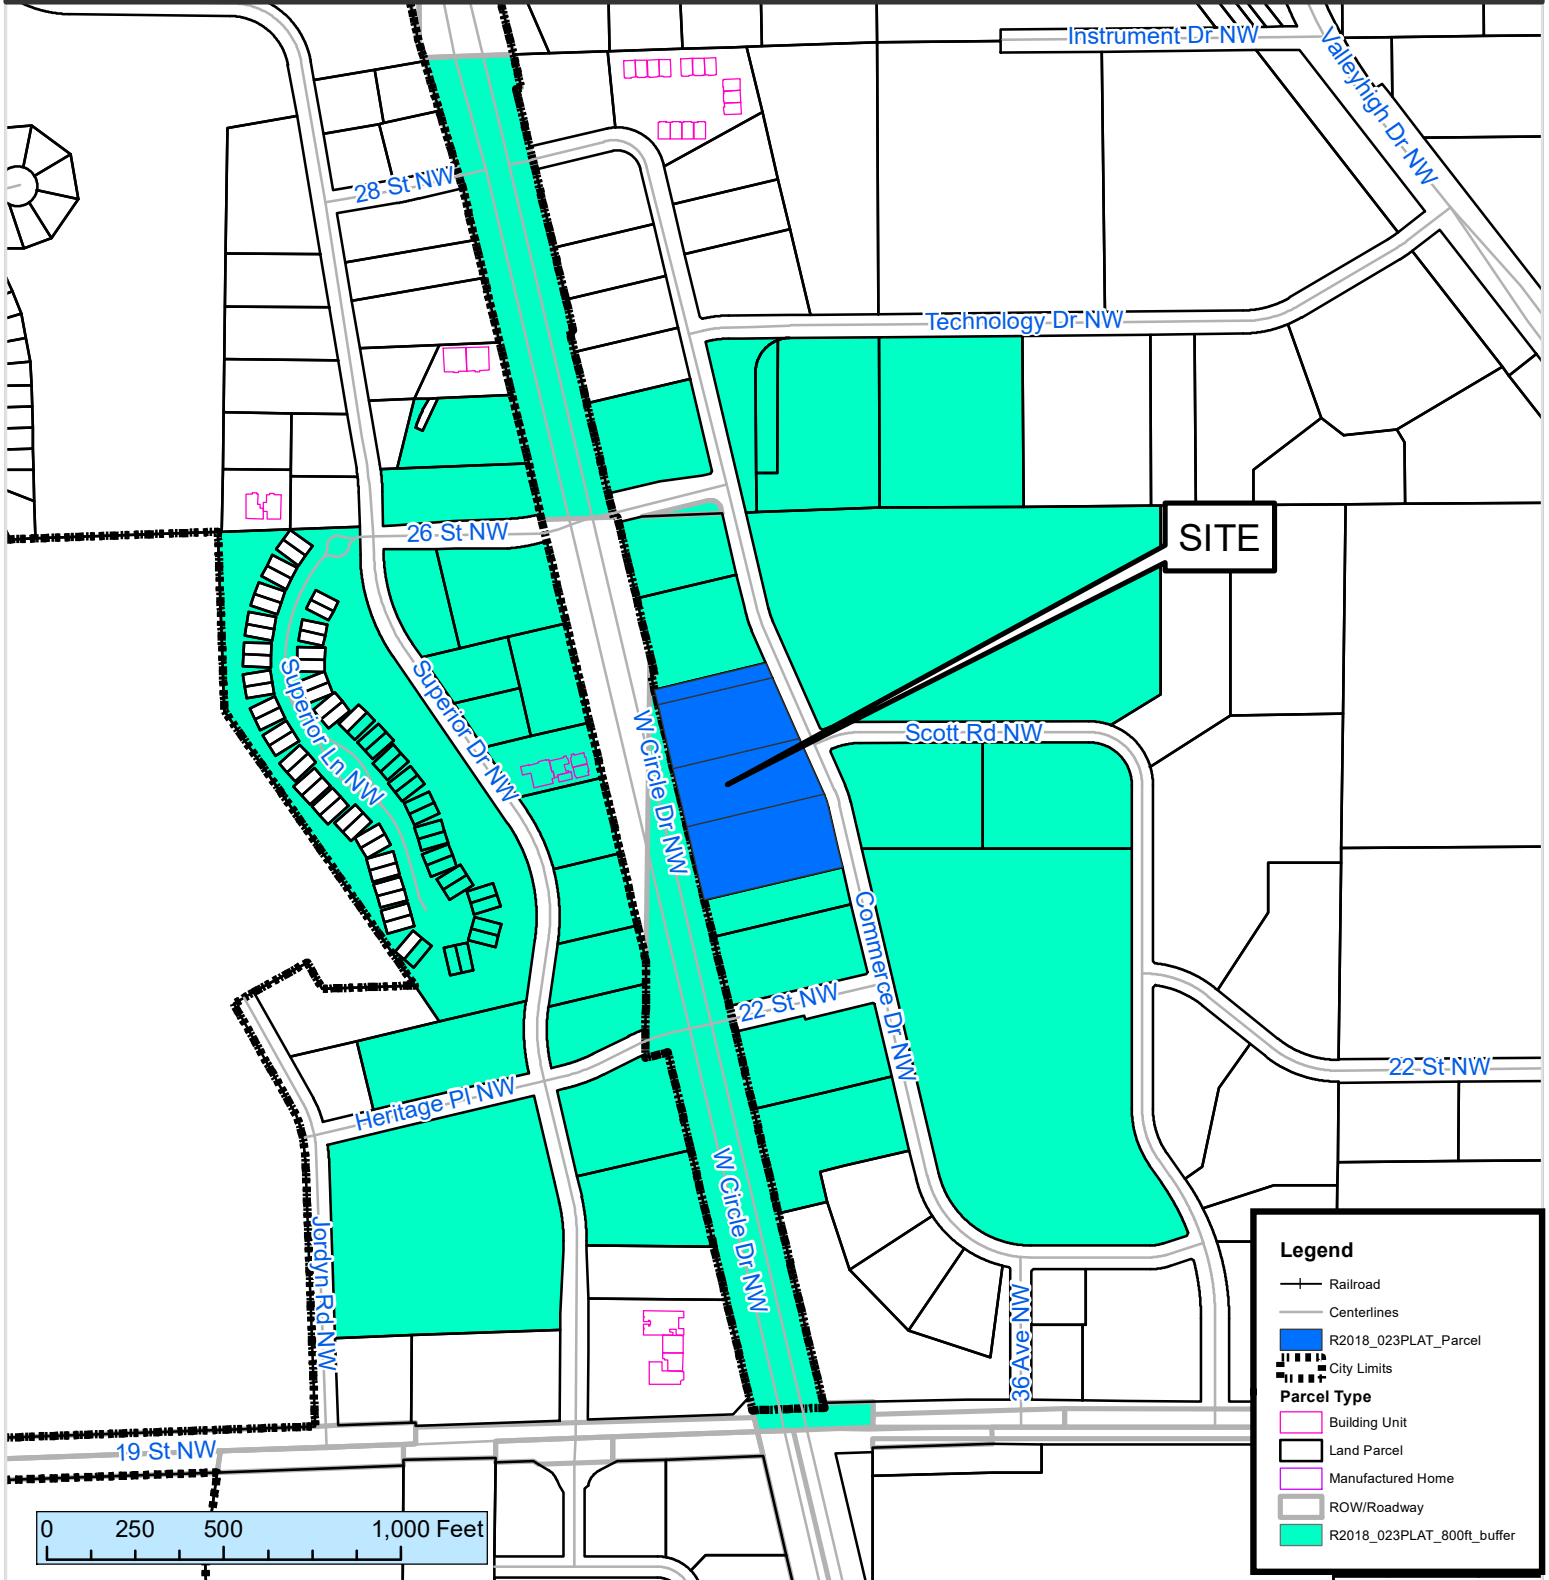 Instrument Dr NW
Valleyhigh Dr NW
28 St NW
Technology Dr NW
26 St NW
SITE
Superior Ln NW
Superior Dr NW
W Circle Dr NW
Scott Rd NW
Commerce Dr NW
22 St NW
22 St NW
Heritage Pl NW
W Circle Dr NW
Jordyn Rd NW
36 Ave NW
19 St NW
0 250 500 1,000 Feet
Legend
Railroad
Centerlines
R2018_023PLAT_Parcel
City Limits
Parcel Type
Building Unit
Land Parcel
Manufactured Home
ROW/Roadway
R2018_023PLAT_800ft_buffer